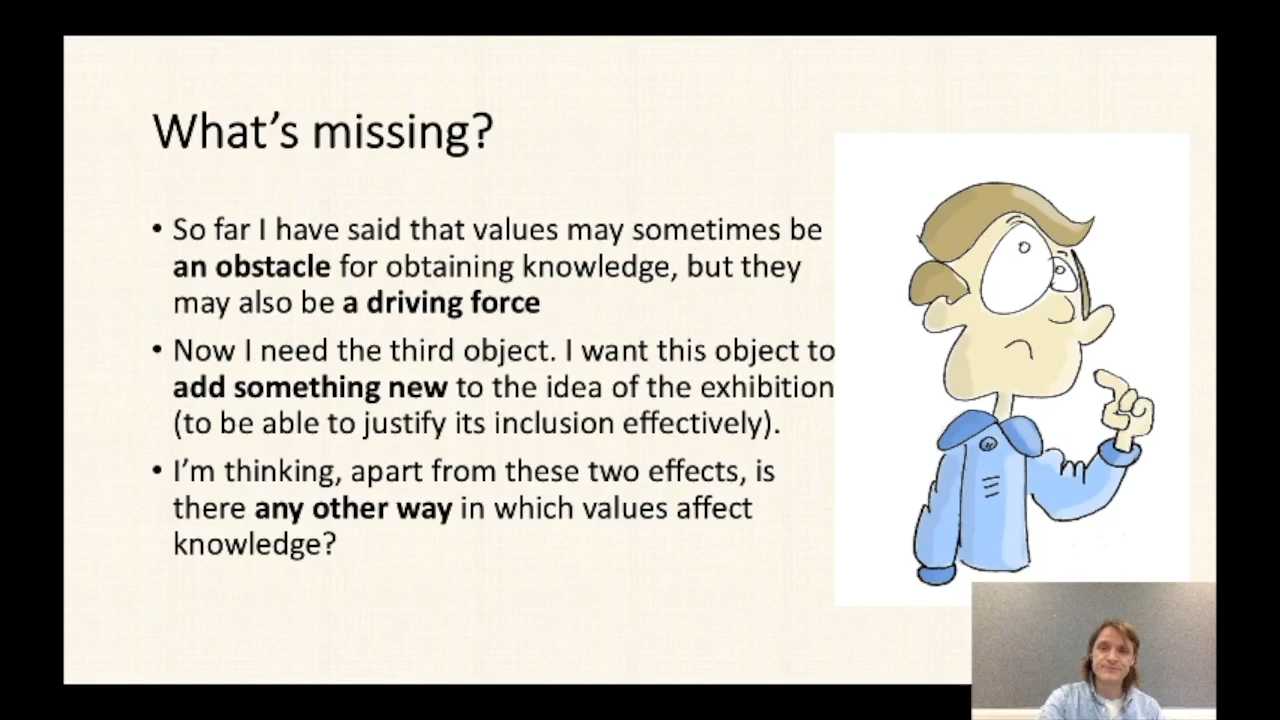 What's missing?
• So far I have said that values may sometimes be
an obstacle for obtaining knowledge, but they
may also be a driving force
• Now I need the third object. I want this object to
add something new to the idea of the exhibition
(to be able to justify its inclusion effectively).
• I'm thinking, apart from these two effects, is
there any other way in which values affect
knowledge?